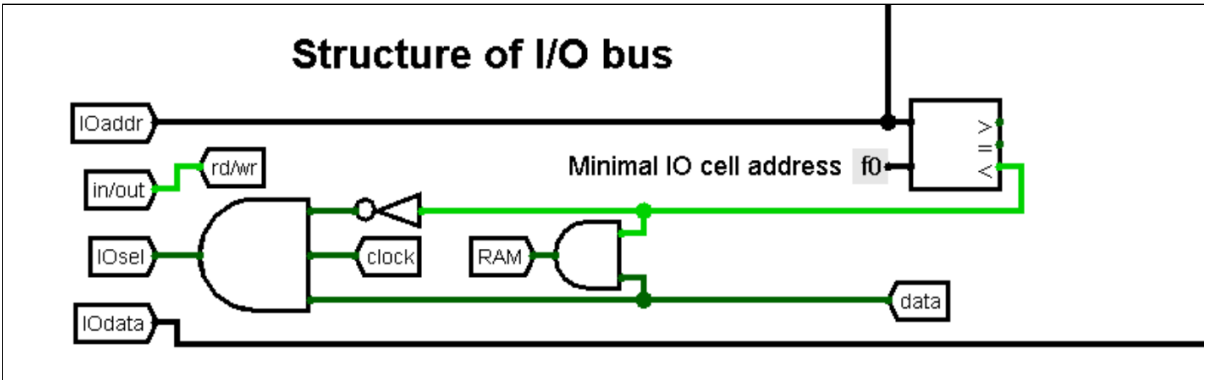 Structure of I/O bus
IOaddr
>
=
<
in/out
rd/wr
Minimal IO cell address f0
IOsel
clock
RAM
data
IOdata